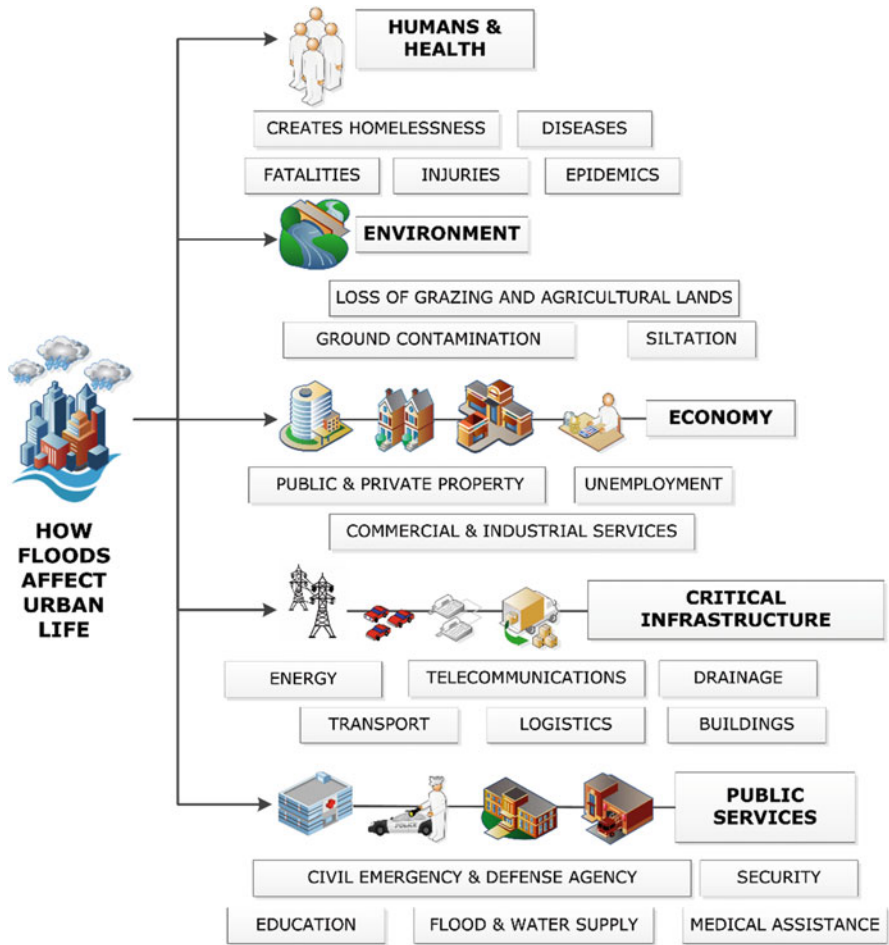 HUMANS &
HEALTH
CREATES HOMELESSNESS
DISEASES
FATALITIES
INJURIES
EPIDEMICS
ENVIRONMENT
LOSS OF GRAZING AND AGRICULTURAL LANDS
GROUND CONTAMINATION
SILTATION
HOW
FLOODS
AFFECT
URBAN
LIFE
ECONOMY
PUBLIC & PRIVATE PROPERTY
UNEMPLOYMENT
COMMERCIAL & INDUSTRIAL SERVICES
CRITICAL
INFRASTRUCTURE
ENERGY
TELECOMMUNICATIONS
DRAINAGE
TRANSPORT
LOGISTICS
BUILDINGS
POLICE
PUBLIC
SERVICES
CIVIL EMERGENCY & DEFENSE AGENCY
SECURITY
EDUCATION
FLOOD & WATER SUPPLY
MEDICAL ASSISTANCE